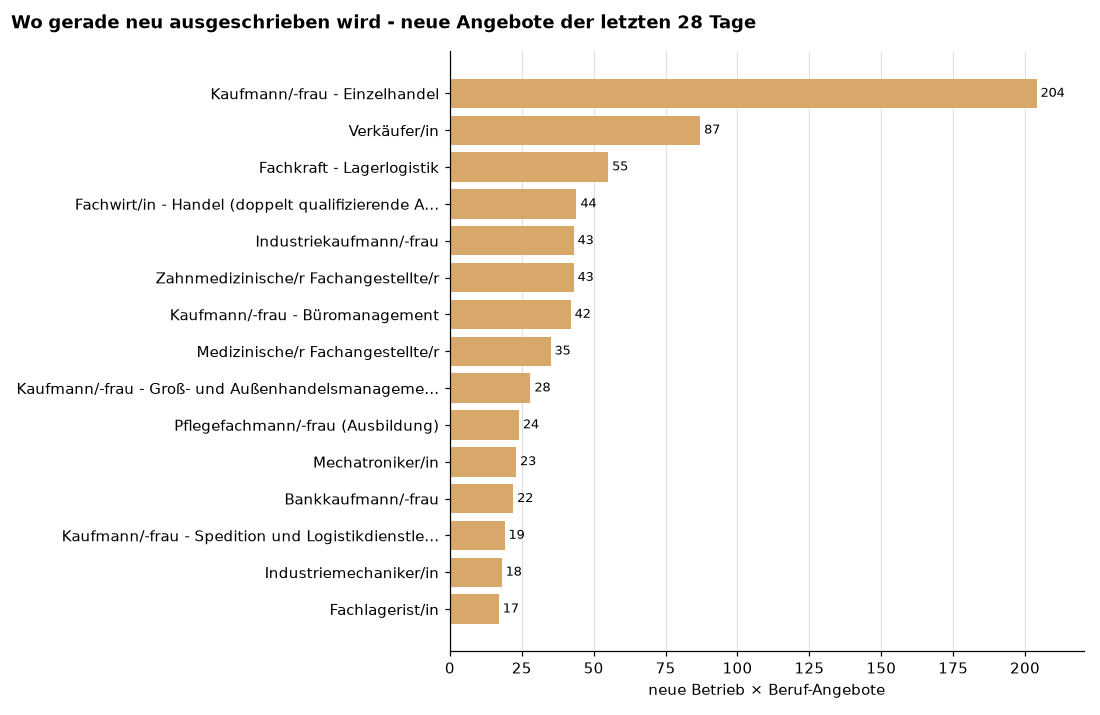 Wo gerade neu ausgeschrieben wird - neue Angebote der letzten 28 Tage
Kaufmann/-frau - Einzelhandel 204
Verkäufer/in 87
Fachkraft - Lagerlogistik 55
Fachwirt/in - Handel (doppelt qualifizierende A… 44
Industriekaufmann/-frau 43
Zahnmedizinische/r Fachangestellte/r 43
Kaufmann/-frau - Büromanagement 42
Medizinische/r Fachangestellte/r 35
Kaufmann/-frau - Groß- und Außenhandelsmanageme… 28
Pflegefachmann/-frau (Ausbildung) 24
Mechatroniker/in 23
Bankkaufmann/-frau 22
Kaufmann/-frau - Spedition und Logistikdienstle… 19
Industriemechaniker/in 18
Fachlagerist/in 17
0 25 50 75 100 125 150 175 200
neue Betrieb × Beruf-Angebote